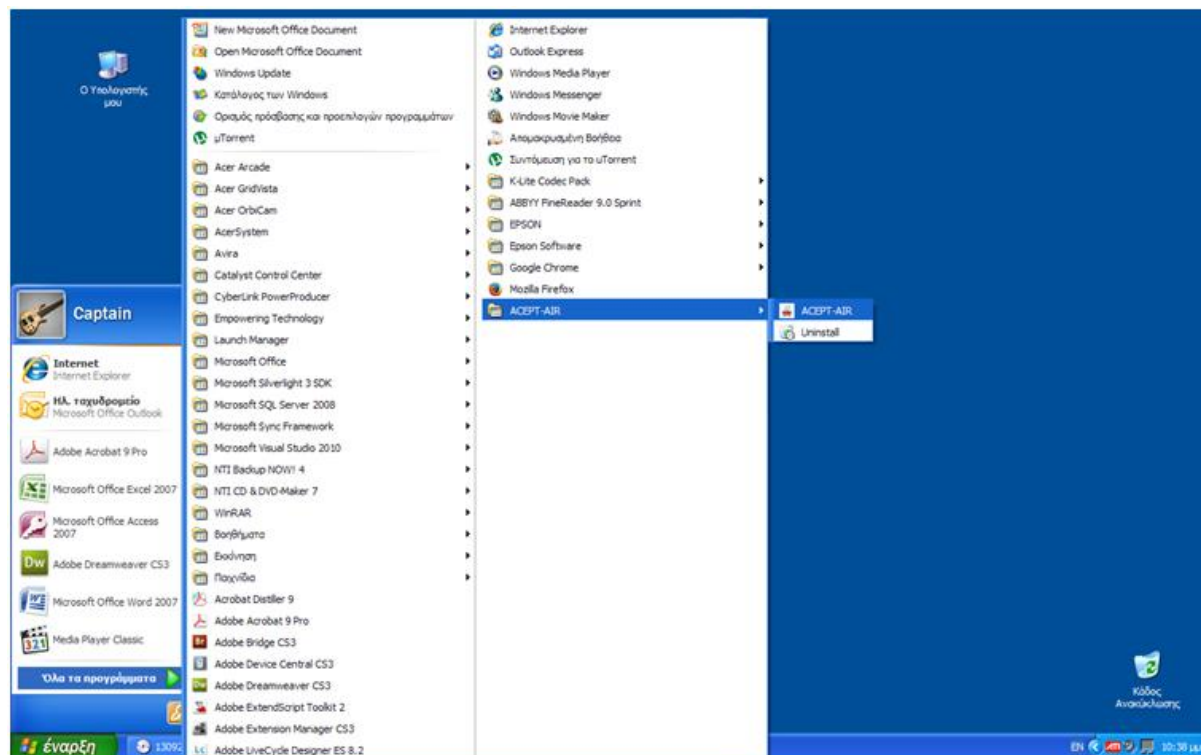 Ο Υπολογιστής
μου
Captain
Internet
Internet Explorer
Ηλ. ταχυδρομείο
Microsoft Office Outlook
Adobe Acrobat 9 Pro
Microsoft Office Excel 2007
Microsoft Office Access
2007
Adobe Dreamweaver CS3
Microsoft Office Word 2007
Media Player Classic
Όλα τα προγράμματα
New Microsoft Office Document
Open Microsoft Office Document
Windows Update
Κατάλογος των Windows
Ορισμός πρόσβασης και προεπιλογών προγραμμάτων
µTorrent
Acer Arcade
Acer GridVista
Acer OrbiCam
AcerSystem
Avira
Catalyst Control Center
CyberLink PowerProducer
Empowering Technology
Launch Manager
Microsoft Office
Microsoft Silverlight 3 SDK
Microsoft SQL Server 2008
Microsoft Sync Framework
Microsoft Visual Studio 2010
NTI Backup NOW! 4
NTI CD & DVD-Maker 7
WinRAR
Βοηθήματα
Εκκίνηση
Παιχνίδια
Acrobat Distiller 9
Adobe Acrobat 9 Pro
Adobe Bridge CS3
Adobe Device Central CS3
Adobe Dreamweaver CS3
Adobe ExtendScript Toolkit 2
Adobe Extension Manager CS3
Adobe LiveCycle Designer ES 8.2
Internet Explorer
Outlook Express
Windows Media Player
Windows Messenger
Windows Movie Maker
Απομακρυσμένη Βοήθεια
Συντόμευση για το uTorrent
K-Lite Codec Pack
ABBYY FineReader 9.0 Sprint
EPSON
Epson Software
Google Chrome
Mozilla Firefox
ACEPT-AIR
ACEPT-AIR
Uninstall
Κάδος
Ανακύκλωσης
έναρξη
EN
10:38 μμ